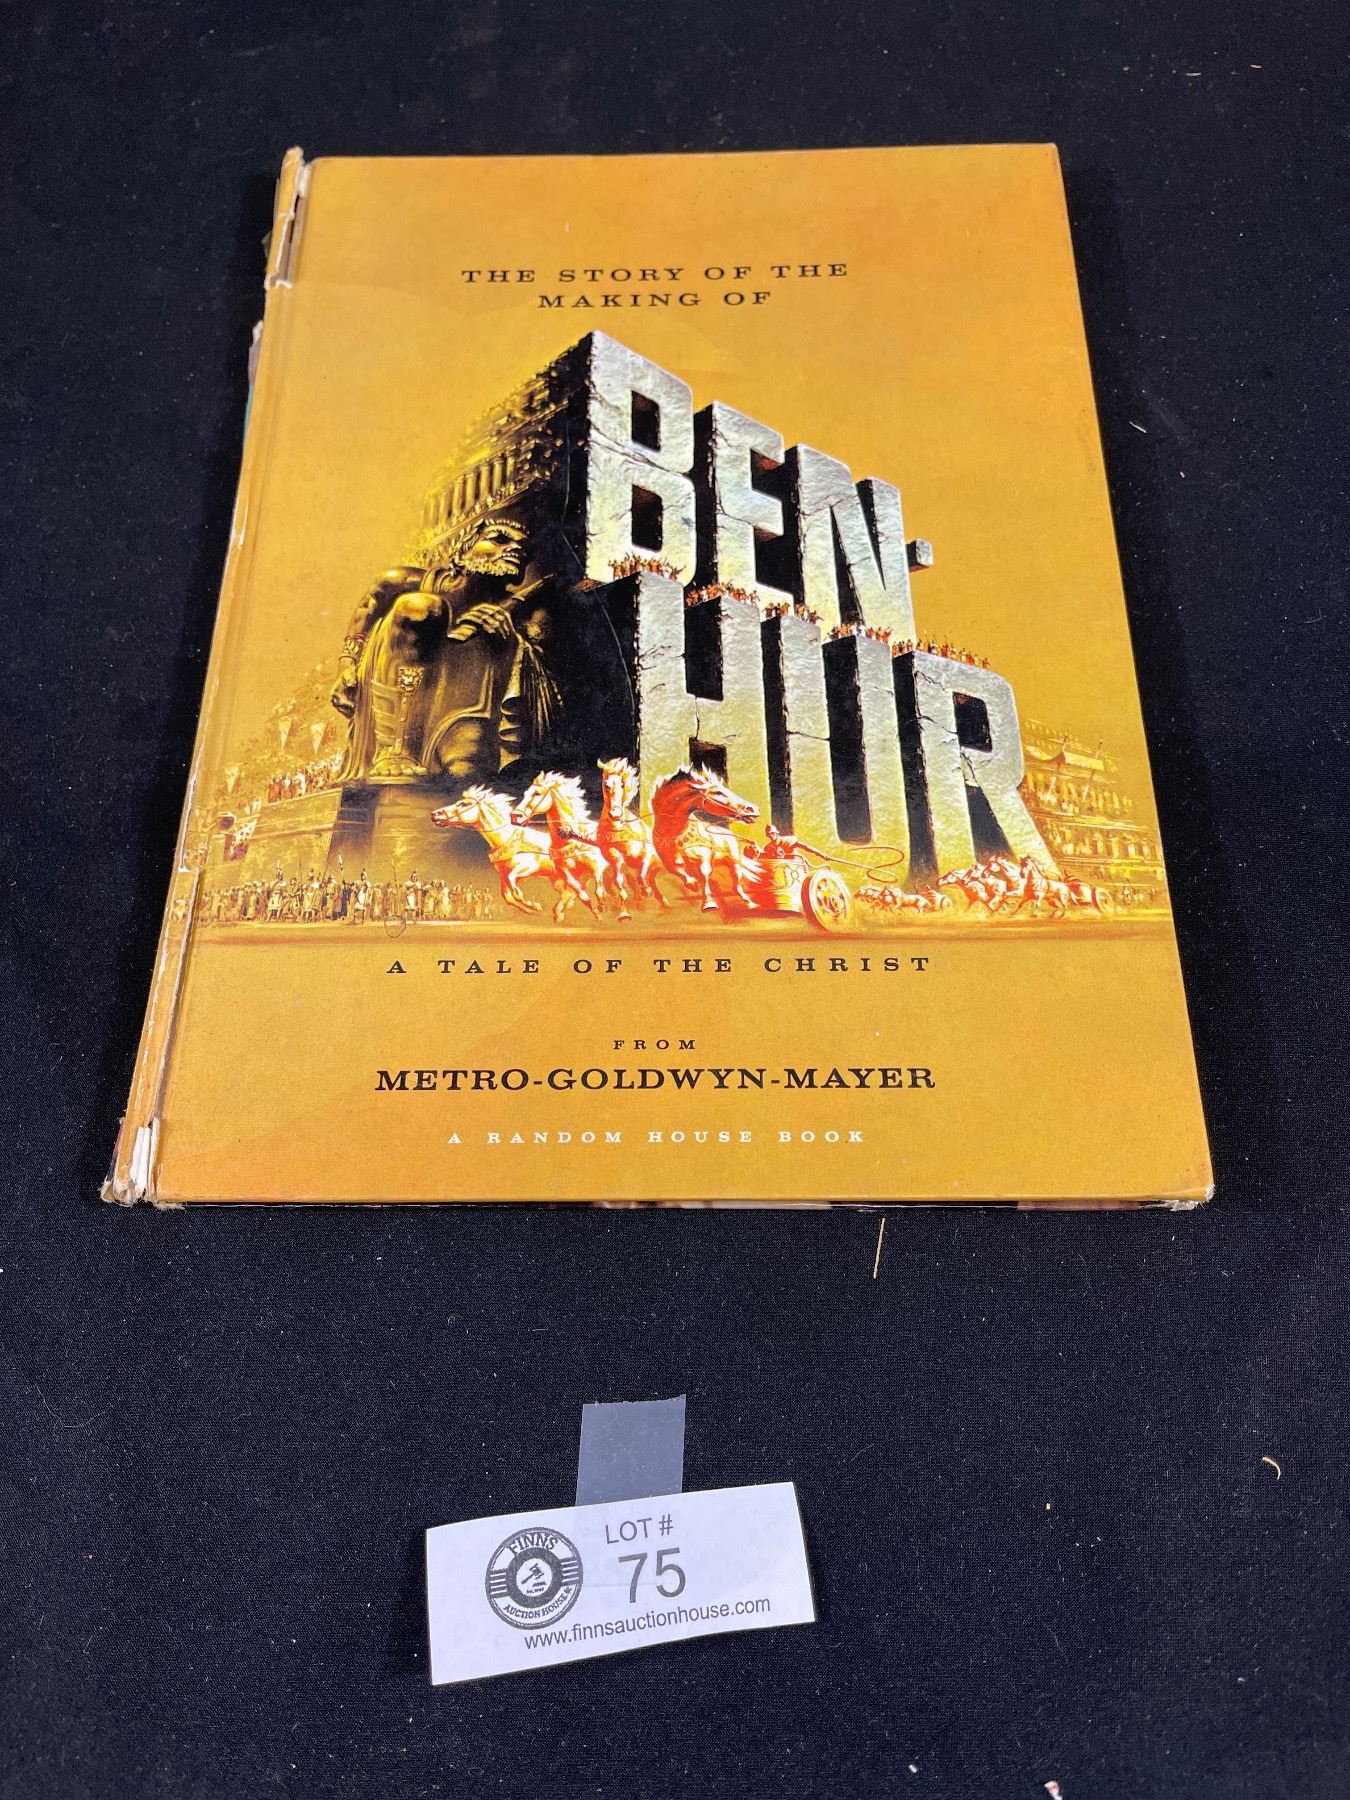 THE STORY OF THE
MAKING OF
BEN-
HUR
A TALE OF THE CHRIST
FROM
METRO-GOLDWYN-MAYER
A RANDOM HOUSE BOOK
FINNS
AUCTION HOUSE
LOT #
75
www.finnsauctionhouse.com